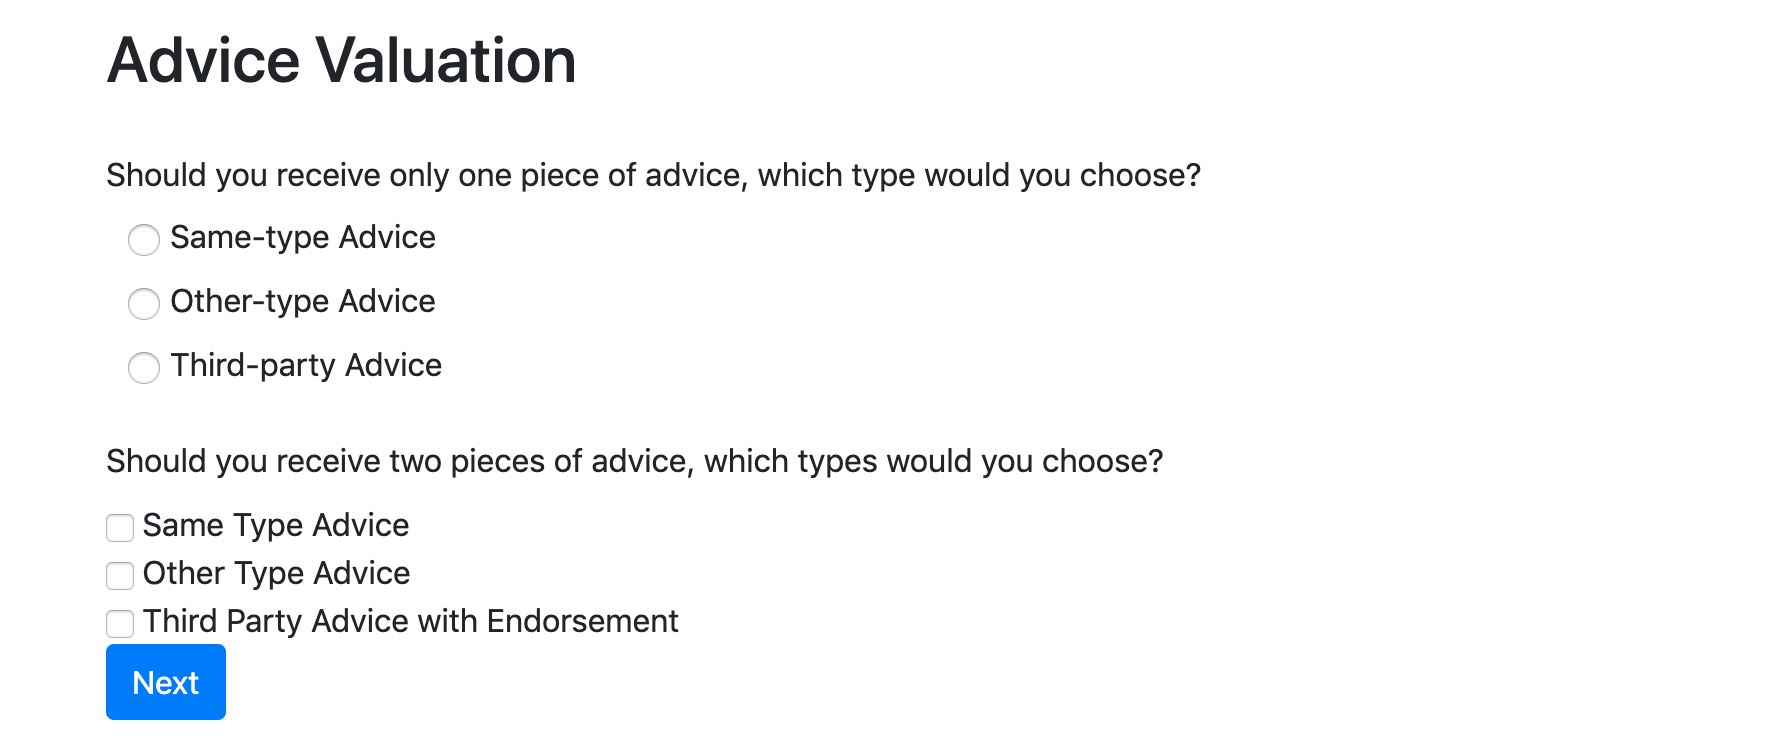 Advice Valuation
Should you receive only one piece of advice, which type would you choose?
Same-type Advice
Other-type Advice
Third-party Advice
Should you receive two pieces of advice, which types would you choose?
Same Type Advice
Other Type Advice
Third Party Advice with Endorsement
Next